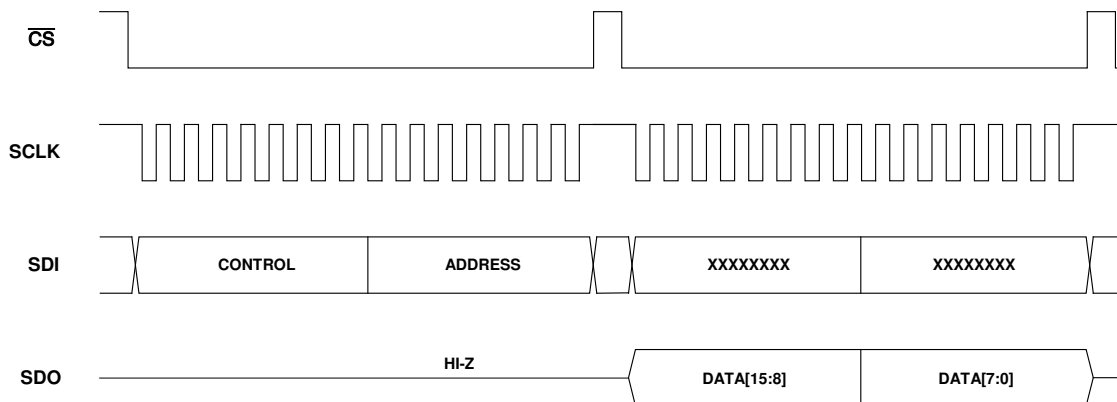 CS
SCLK
SDI CONTROL ADDRESS XXXXXXXX XXXXXXXX
HI-Z
SDO DATA[15:8] DATA[7:0]